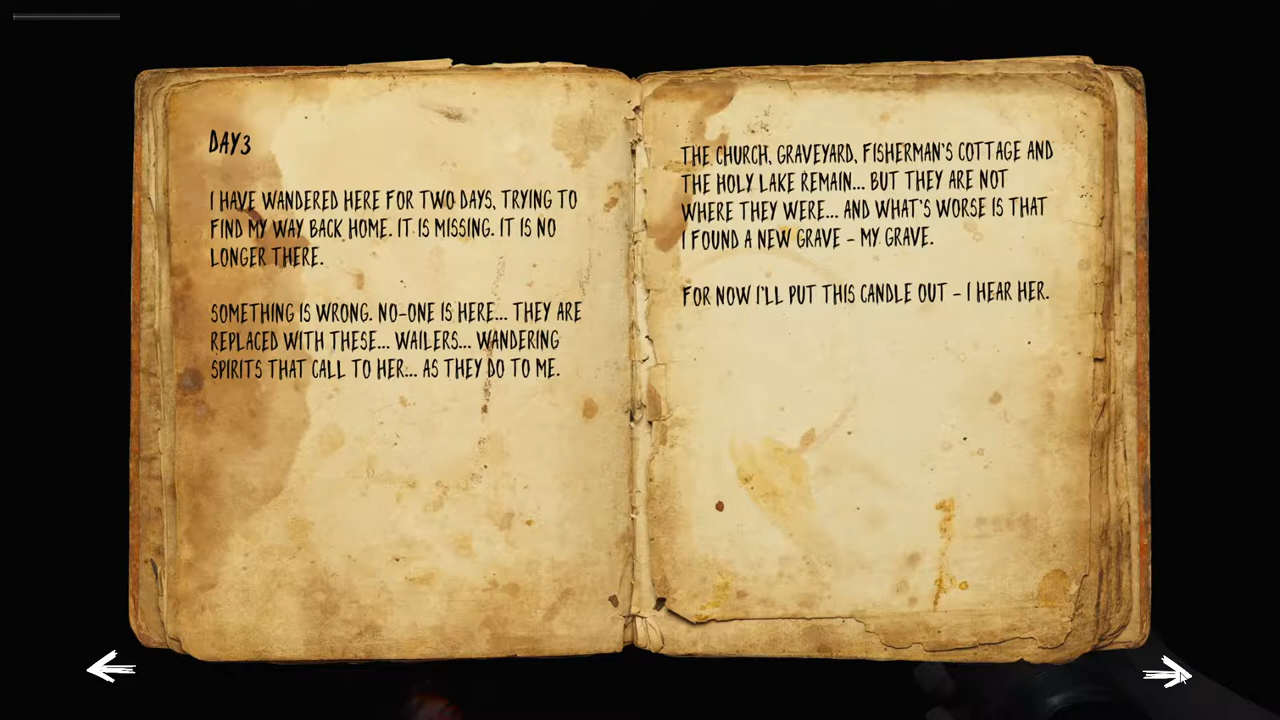 DAY 3
I HAVE WANDERED HERE FOR TWO DAYS, TRYING TO
FIND MY WAY BACK HOME. IT IS MISSING. IT IS NO
LONGER THERE.
SOMETHING IS WRONG. NO-ONE IS HERE... THEY ARE
REPLACED WITH THESE... WAILERS... WANDERING
SPIRITS THAT CALL TO HER... AS THEY DO TO ME.
THE CHURCH, GRAVEYARD, FISHERMAN'S COTTAGE AND
THE HOLY LAKE REMAIN... BUT THEY ARE NOT
WHERE THEY WERE... AND WHAT'S WORSE IS THAT
I FOUND A NEW GRAVE - MY GRAVE.
FOR NOW I'LL PUT THIS CANDLE OUT - I HEAR HER.